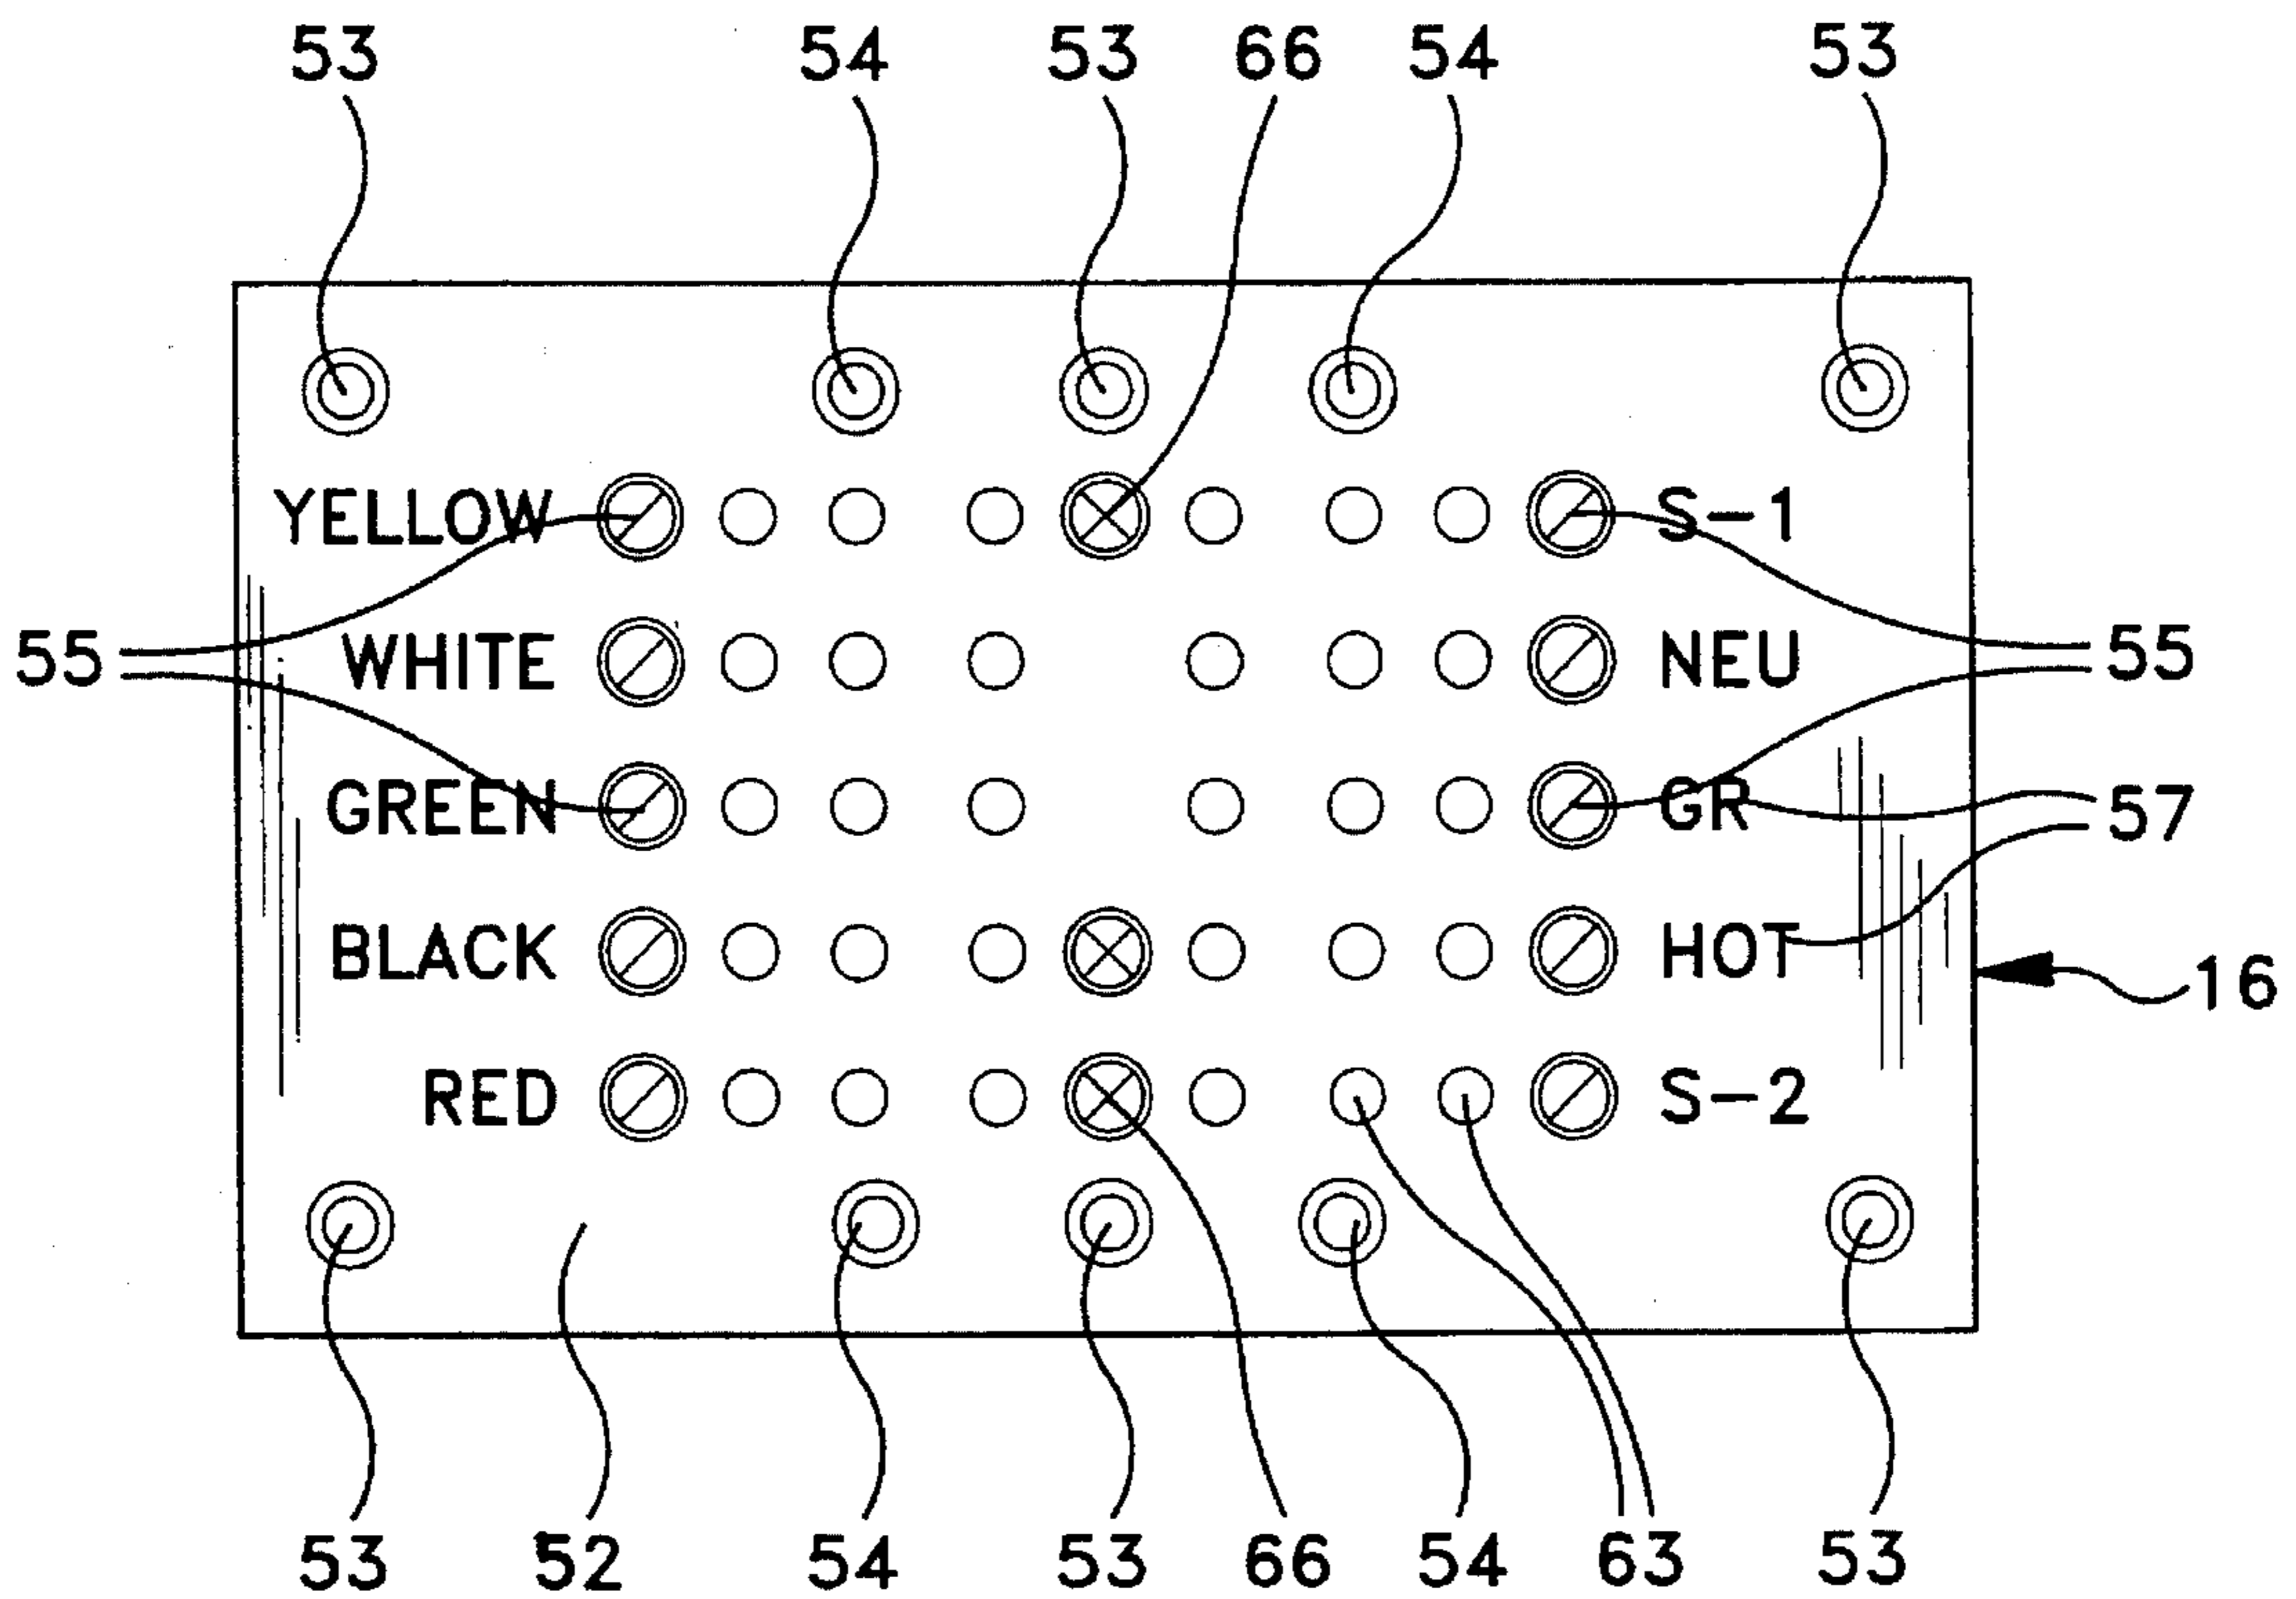 53 54 53 66 54 53
YELLOW S-1
55 WHITE NEU 55
GREEN GR 57
BLACK HOT
16
RED S-2
53 52 54 53 66 54 63 53